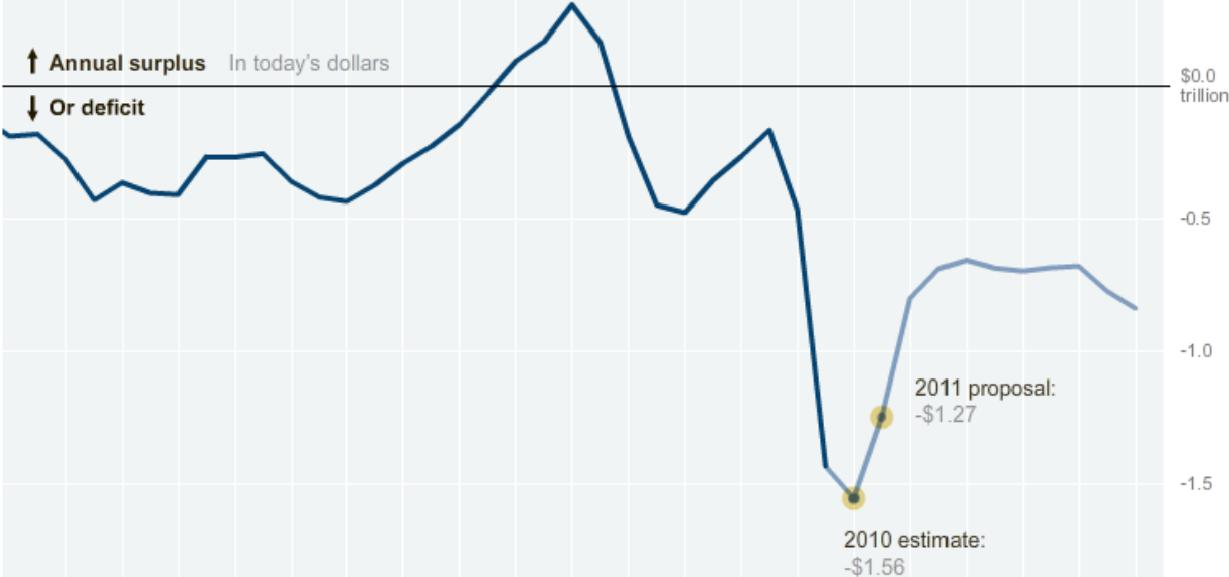 Annual surplus In today's dollars
Or deficit
$0.0
trillion
-0.5
-1.0
2011 proposal:
-$1.27
-1.5
2010 estimate:
-$1.56